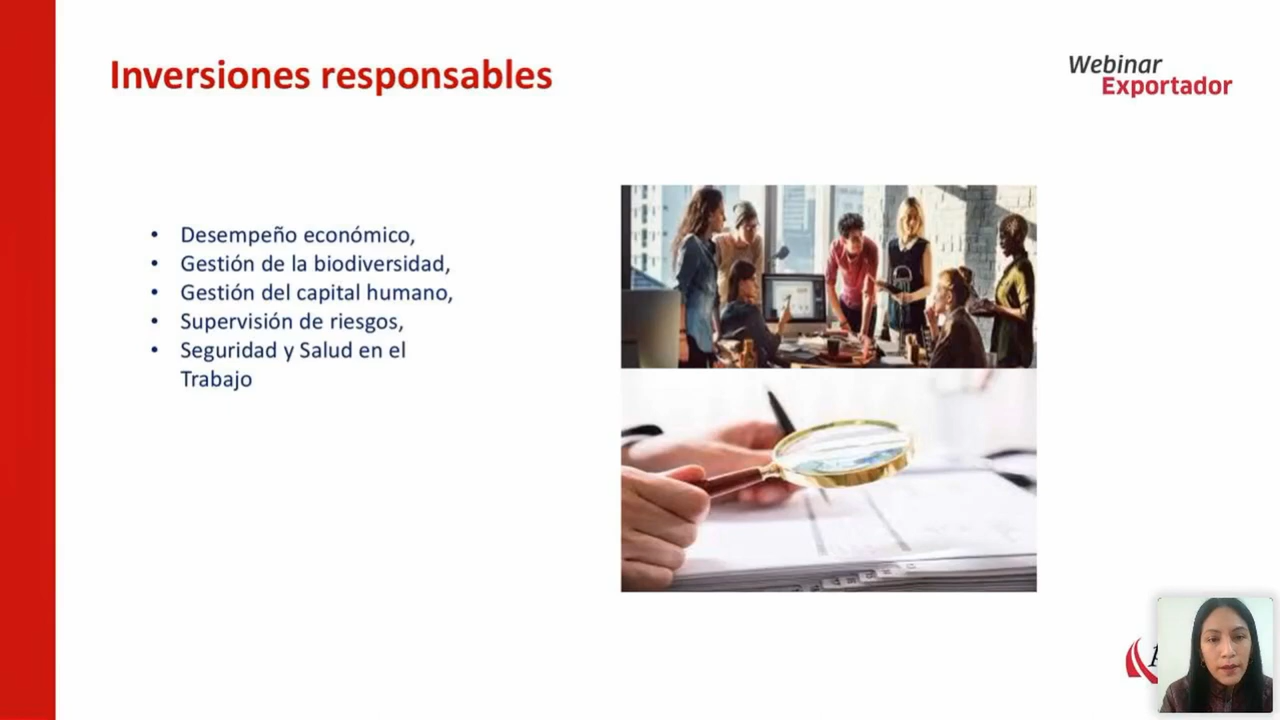 Inversiones responsables
Webinar
Exportador
• Desempeño económico,
• Gestión de la biodiversidad,
• Gestión del capital humano,
• Supervisión de riesgos,
• Seguridad y Salud en el
Trabajo